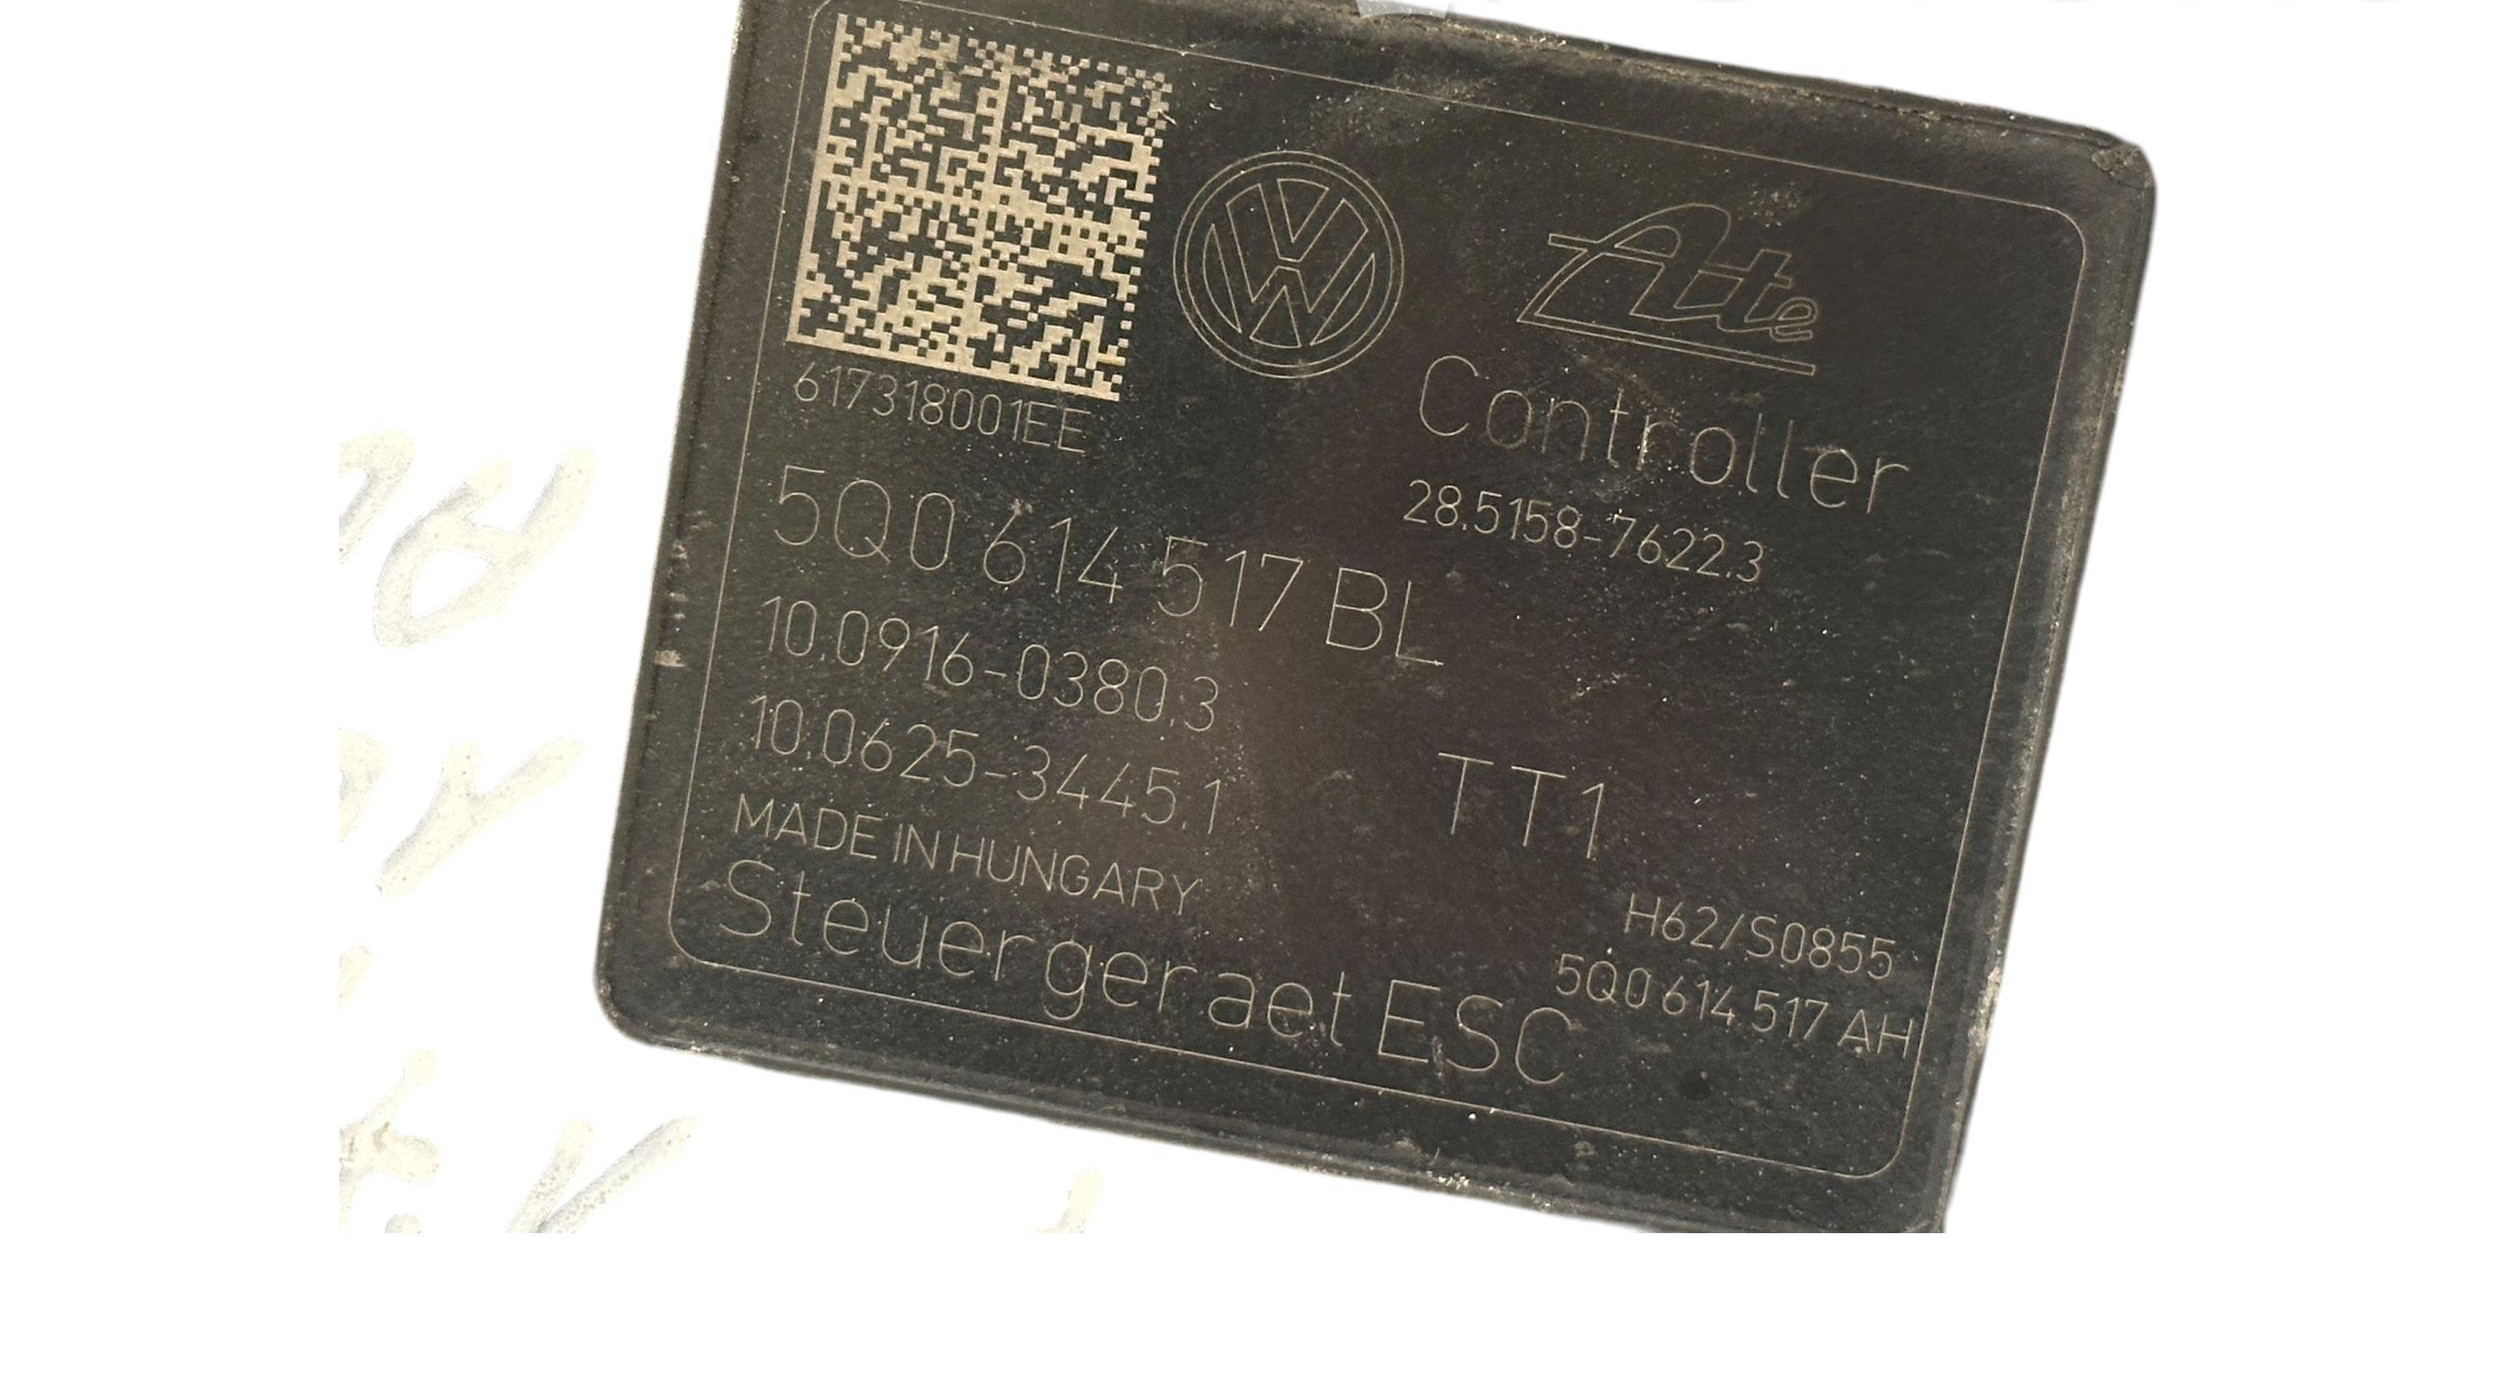 Ate
617318001EE
Controller
28.5158-7622.3
5Q0 614 517 BL
10.0916-0380.3
10.0625-3445.1
TT1
MADE IN HUNGARY
H62/S0855
Steuergeraet ESC
5Q0 614 517 AH